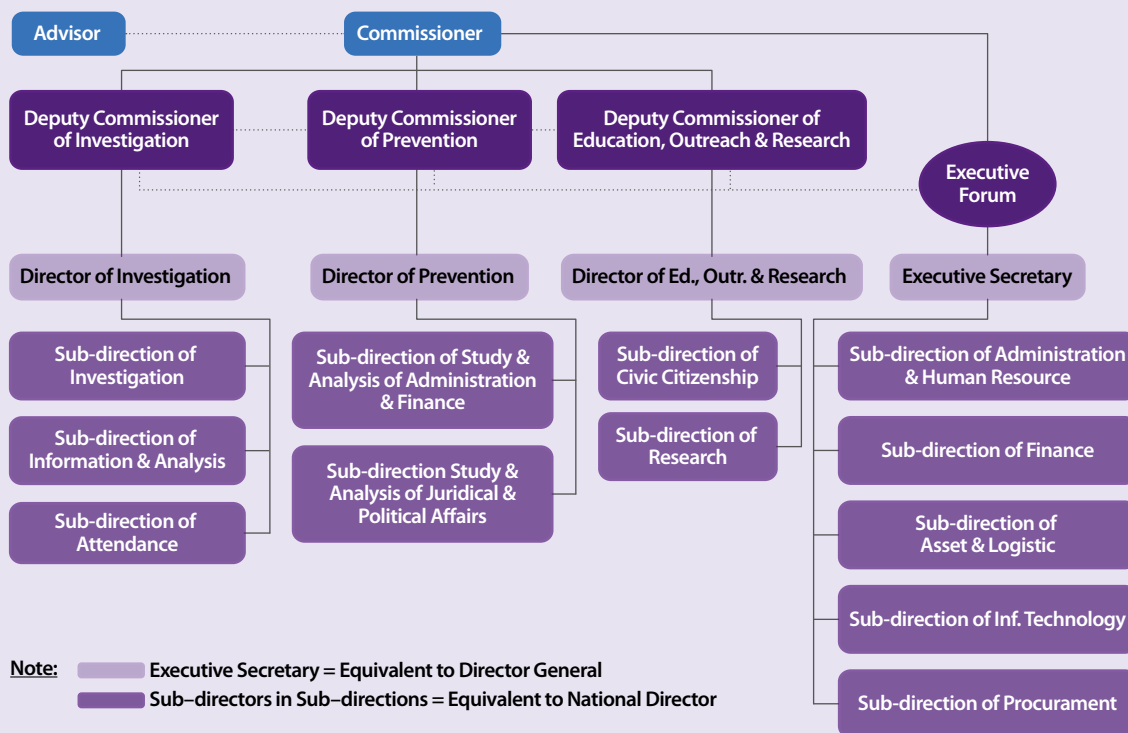 Advisor
Commissioner
Deputy Commissioner
of Investigation
Deputy Commissioner
of Prevention
Deputy Commissioner of
Education, Outreach & Research
Executive
Forum
Director of Investigation
Director of Prevention
Director of Ed., Outr. & Research
Executive Secretary
Sub-direction of
Investigation
Sub-direction of
Information & Analysis
Sub-direction of
Attendance
Sub-direction of Study &
Analysis of Administration
& Finance
Sub-direction Study &
Analysis of Juridical &
Political Affairs
Sub-direction of
Civic Citizenship
Sub-direction of
Research
Sub-direction of Administration
& Human Resource
Sub-direction of Finance
Sub-direction of
Asset & Logistic
Sub-direction of Inf. Technology
Sub-direction of Procurament
Note:
Executive Secretary = Equivalent to Director General
Sub–directors in Sub–directions = Equivalent to National Director